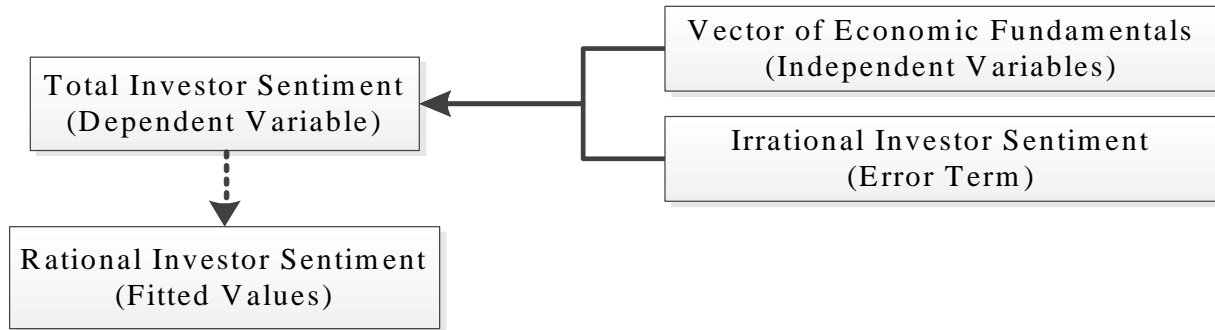 Total Investor Sentiment
(Dependent Variable)
Rational Investor Sentiment
(Fitted Values)
Vector of Economic Fundamentals
(Independent Variables)
Irrational Investor Sentiment
(Error Term)